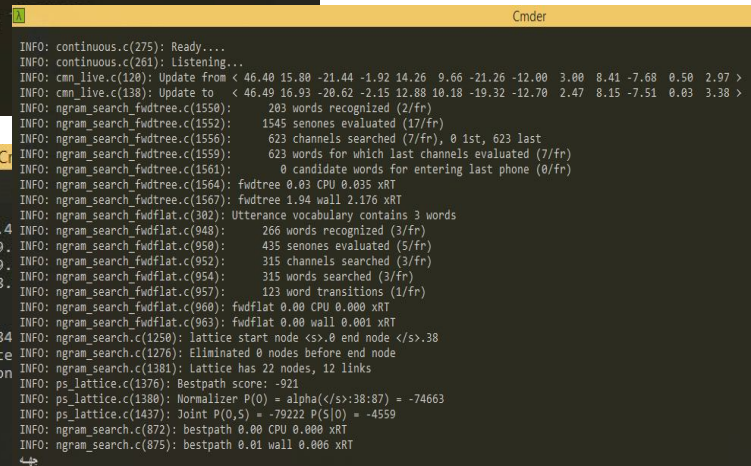 Cmder
INFO: continuous.c(275): Ready....
INFO: continuous.c(261): Listening...
INFO: cmn_live.c(120): Update from < 46.40 15.80 -21.44 -1.92 14.26 9.66 -21.26 -12.00 3.00 8.41 -7.68 0.50 2.97 >
INFO: cmn_live.c(138): Update to < 46.49 16.93 -20.62 -2.15 12.88 10.18 -19.32 -12.70 2.47 8.15 -7.51 0.03 3.38 >
INFO: ngram_search_fwdtree.c(1550): 203 words recognized (2/fr)
INFO: ngram_search_fwdtree.c(1552): 1545 senones evaluated (17/fr)
INFO: ngram_search_fwdtree.c(1556): 623 channels searched (7/fr), 0 1st, 623 last
INFO: ngram_search_fwdtree.c(1559): 623 words for which last channels evaluated (7/fr)
INFO: ngram_search_fwdtree.c(1561): 0 candidate words for entering last phone (0/fr)
INFO: ngram_search_fwdtree.c(1564): fwdtree 0.03 CPU 0.035 xRT
INFO: ngram_search_fwdtree.c(1567): fwdtree 1.94 wall 2.176 xRT
INFO: ngram_search_fwdflat.c(302): Utterance vocabulary contains 3 words
INFO: ngram_search_fwdflat.c(948): 266 words recognized (3/fr)
INFO: ngram_search_fwdflat.c(950): 435 senones evaluated (5/fr)
INFO: ngram_search_fwdflat.c(952): 315 channels searched (3/fr)
INFO: ngram_search_fwdflat.c(954): 315 words searched (3/fr)
INFO: ngram_search_fwdflat.c(957): 123 word transitions (1/fr)
INFO: ngram_search_fwdflat.c(960): fwdflat 0.00 CPU 0.000 xRT
INFO: ngram_search_fwdflat.c(963): fwdflat 0.00 wall 0.001 xRT
INFO: ngram_search.c(1250): lattice start node <s>.0 end node </s>.38
INFO: ngram_search.c(1276): Eliminated 0 nodes before end node
INFO: ngram_search.c(1381): Lattice has 22 nodes, 12 links
INFO: ps_lattice.c(1376): Bestpath score: -921
INFO: ps_lattice.c(1380): Normalizer P(O) = alpha(</s>:38:87) = -74663
INFO: ps_lattice.c(1437): Joint P(O,S) = -79222 P(S|O) = -4559
INFO: ngram_search.c(872): bestpath 0.00 CPU 0.000 xRT
INFO: ngram_search.c(875): bestpath 0.01 wall 0.006 xRT